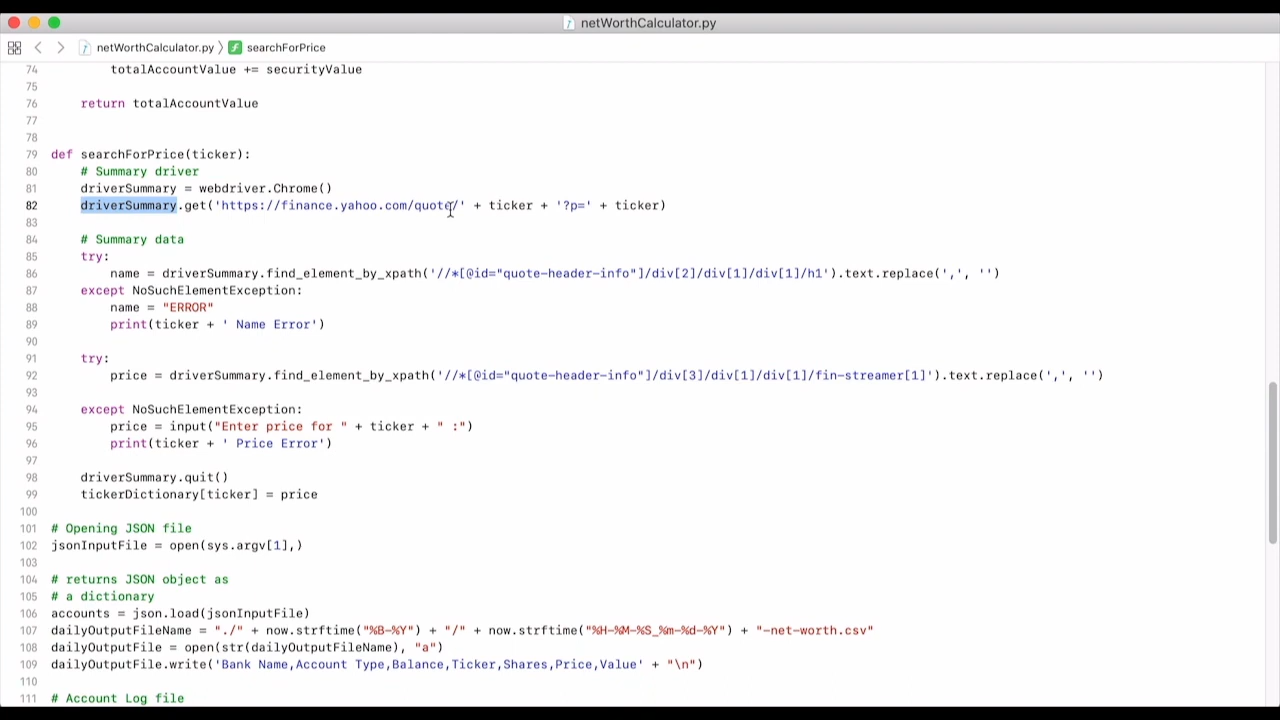 netWorthCalculator.py
netWorthCalculator.py 〉 f searchForPrice
74 totalAccountValue += securityValue
75
76 return totalAccountValue
77
78
79 def searchForPrice(ticker):
80 # Summary driver
81 driverSummary = webdriver.Chrome()
82 driverSummary.get('https://finance.yahoo.com/quote/' + ticker + '?p=' + ticker)
83
84 # Summary data
85 try:
86 name = driverSummary.find_element_by_xpath('//*[@id="quote-header-info"]/div[2]/div[1]/div[1]/h1').text.replace(',', '')
87 except NoSuchElementException:
88 name = "ERROR"
89 print(ticker + ' Name Error')
90
91 try:
92 price = driverSummary.find_element_by_xpath('//*[@id="quote-header-info"]/div[3]/div[1]/div[1]/fin-streamer[1]').text.replace(',', '')
93
94 except NoSuchElementException:
95 price = input("Enter price for " + ticker + " :")
96 print(ticker + ' Price Error')
97
98 driverSummary.quit()
99 tickerDictionary[ticker] = price
100
101 # Opening JSON file
102 jsonInputFile = open(sys.argv[1],)
103
104 # returns JSON object as
105 # a dictionary
106 accounts = json.load(jsonInputFile)
107 dailyOutputFileName = "./" + now.strftime("%B-%Y") + "/" + now.strftime("%H-%M-%S_%m-%d-%Y") + "-net-worth.csv"
108 dailyOutputFile = open(str(dailyOutputFileName), "a")
109 dailyOutputFile.write('Bank Name,Account Type,Balance,Ticker,Shares,Price,Value' + "\n")
110
111 # Account Log file